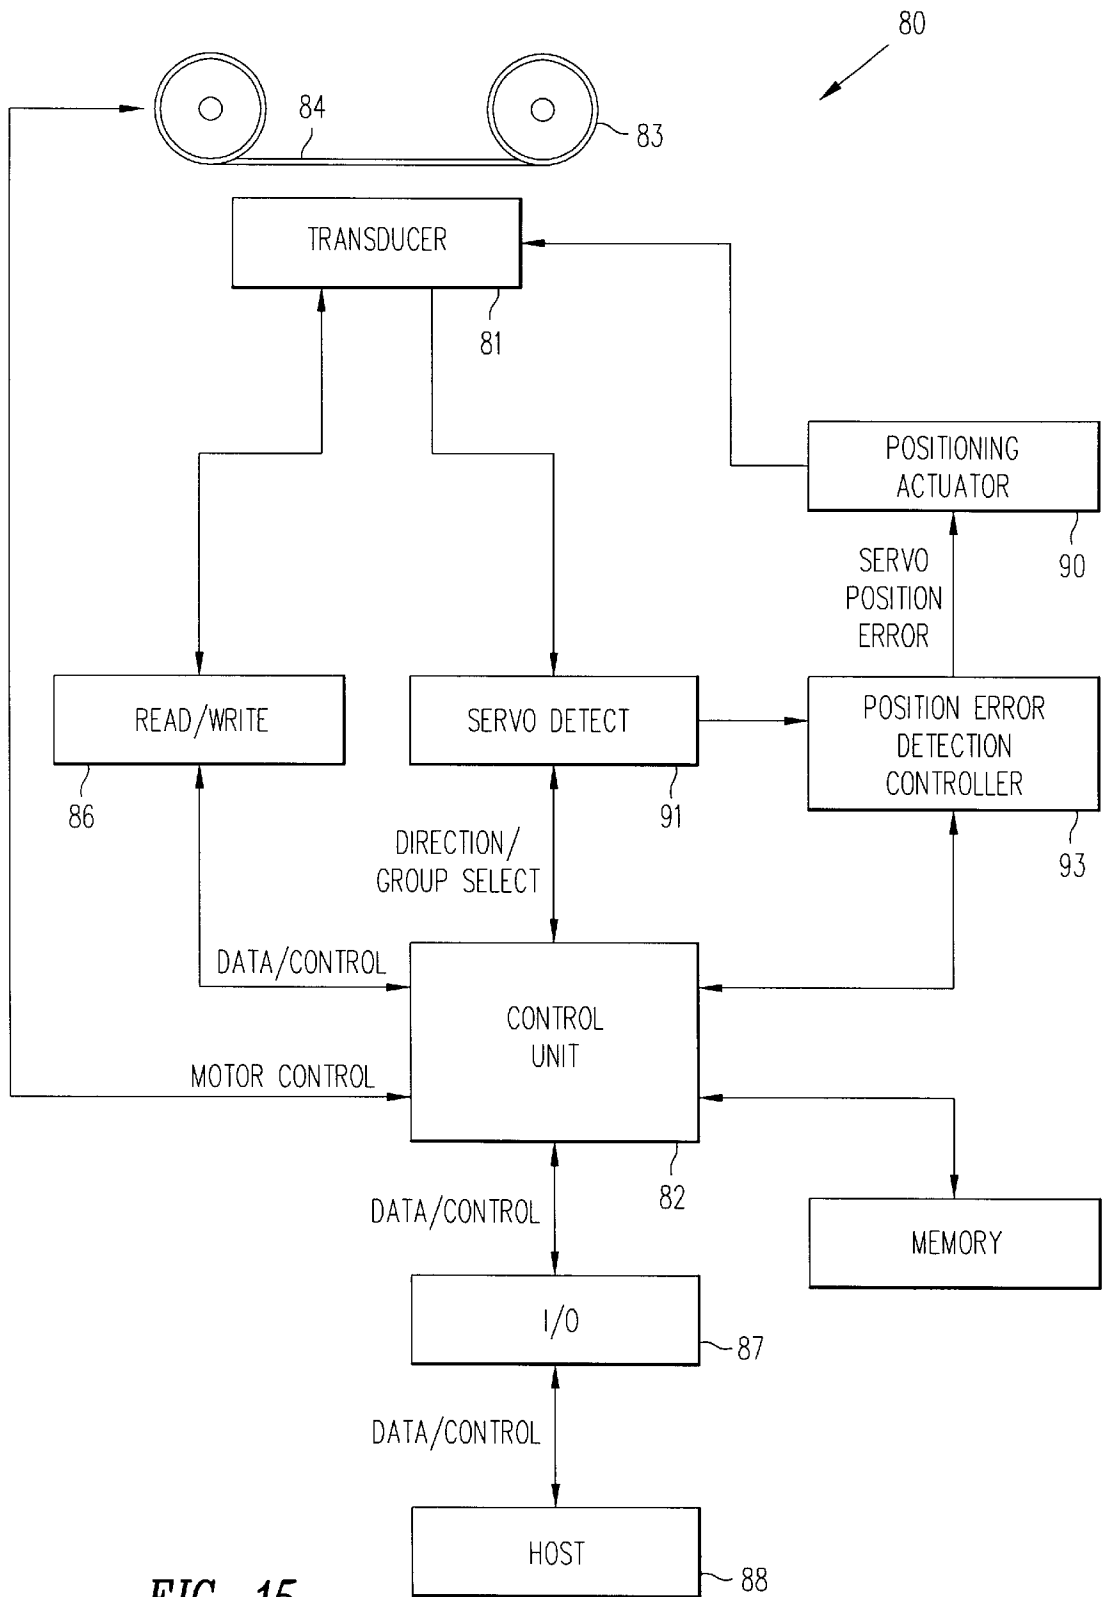 80
84
83
TRANSDUCER
81
POSITIONING
ACTUATOR
90
SERVO
POSITION
ERROR
READ/WRITE
86
SERVO DETECT
91
POSITION ERROR
DETECTION
CONTROLLER
93
DIRECTION/
GROUP SELECT
DATA/CONTROL
CONTROL
UNIT
MOTOR CONTROL
82
DATA/CONTROL
MEMORY
I/O
87
DATA/CONTROL
HOST
88
FIG. 15